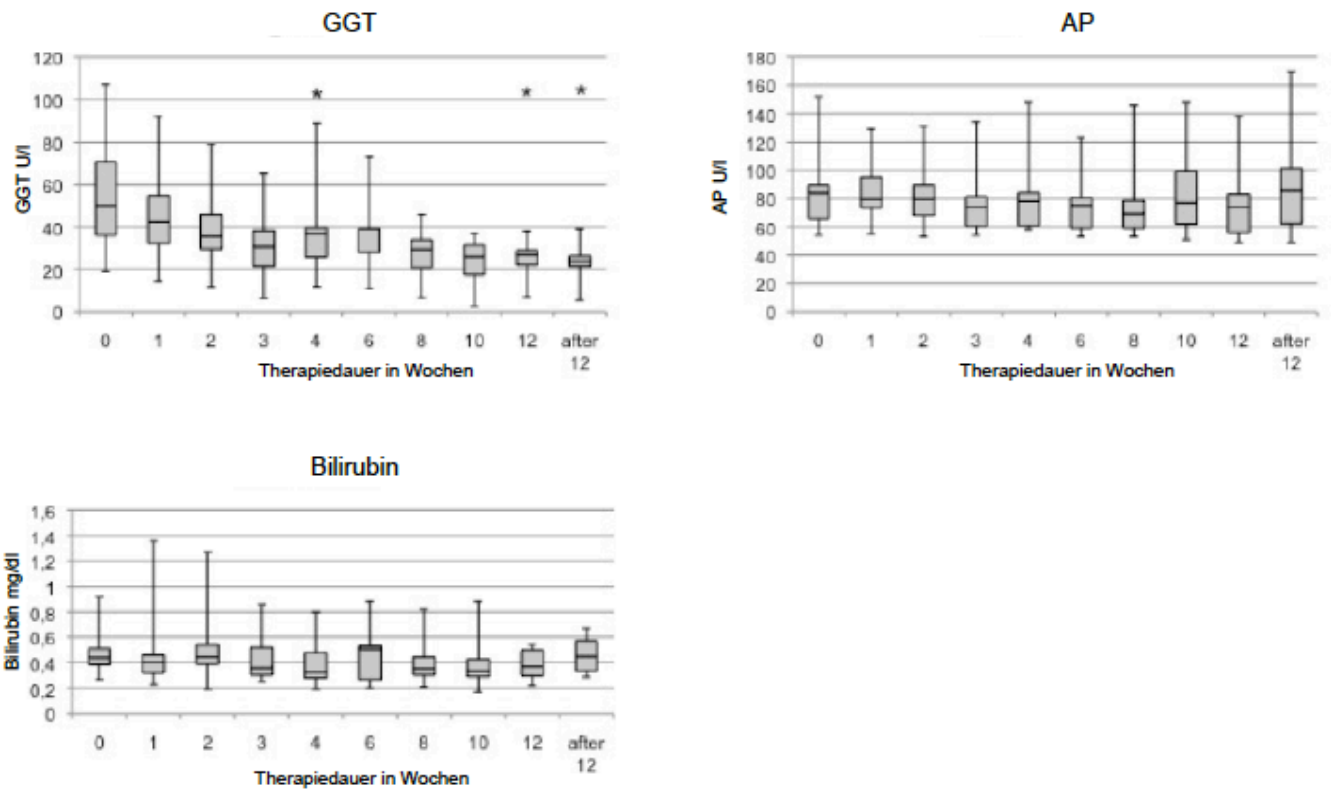 GGT
120
100
80
60
40
20
0
GGT U/l
* * *
0 1 2 3 4 6 8 10 12 after
12
Therapiedauer in Wochen
AP
180
160
140
120
100
80
60
40
20
0
AP U/l
0 1 2 3 4 6 8 10 12 after
12
Therapiedauer in Wochen
Bilirubin
1,6
1,4
1,2
1
0,8
0,6
0,4
0,2
0
Bilirubin mg/dl
0 1 2 3 4 6 8 10 12 after
12
Therapiedauer in Wochen